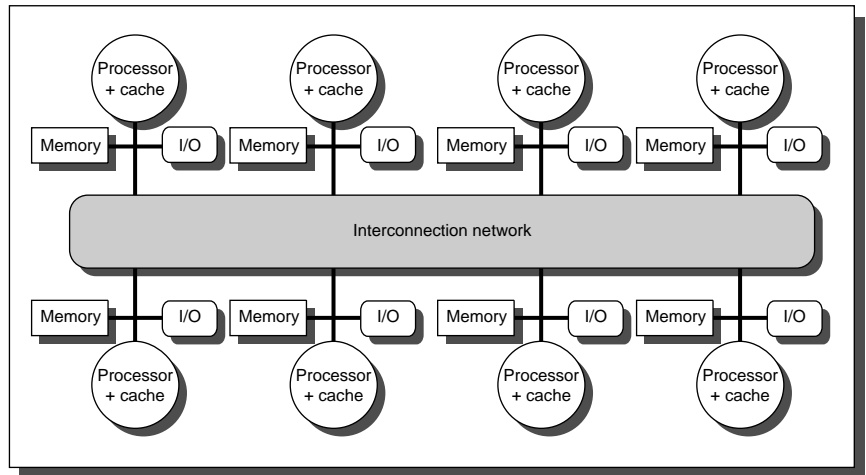 Processor
+ cache
Processor
+ cache
Processor
+ cache
Processor
+ cache
Memory
I/O
Memory
I/O
Memory
I/O
Memory
I/O
Interconnection network
Memory
I/O
Memory
I/O
Memory
I/O
Memory
I/O
Processor
+ cache
Processor
+ cache
Processor
+ cache
Processor
+ cache